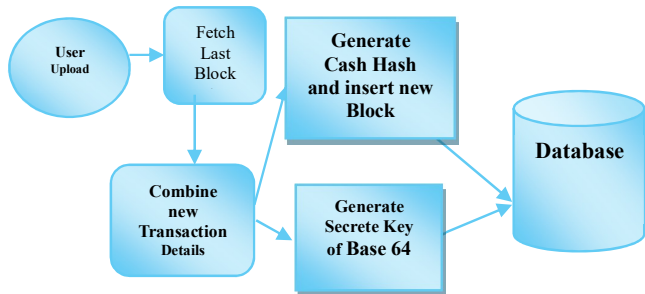 User
Upload
Fetch
Last
Block
Generate
Cash Hash
and insert new
Block
Database
Combine
new
Transaction
Details
Generate
Secrete Key
of Base 64